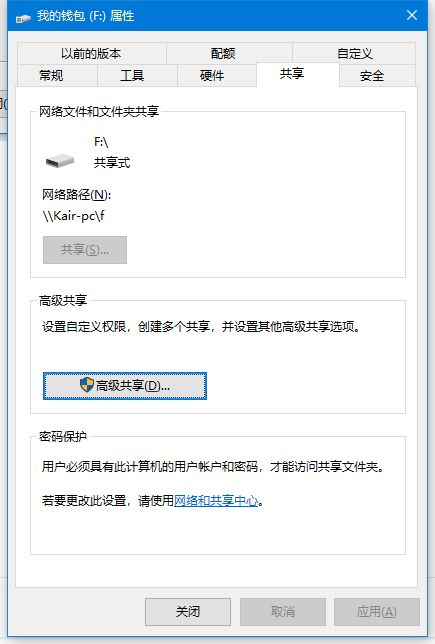 我的钱包 (F:) 属性
以前的版本 配额 自定义
常规 工具 硬件 共享 安全
网络文件和文件夹共享
F:\
共享式
网络路径(N):
\\Kair-pc\f
共享(S)...
高级共享
设置自定义权限，创建多个共享，并设置其他高级共享选项。
高级共享(D)...
密码保护
用户必须具有此计算机的用户帐户和密码，才能访问共享文件夹。
若要更改此设置，请使用网络和共享中心。
关闭 取消 应用(A)